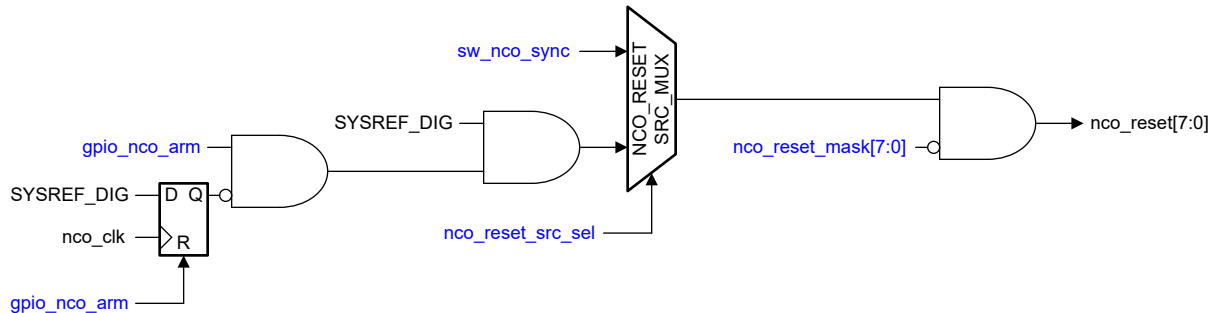 sw_nco_sync
NCO_RESET
SRC_MUX
SYSREF_DIG
gpio_nco_arm
nco_reset_mask[7:0]
nco_reset[7:0]
SYSREF_DIG
D Q
nco_clk
R
nco_reset_src_sel
gpio_nco_arm